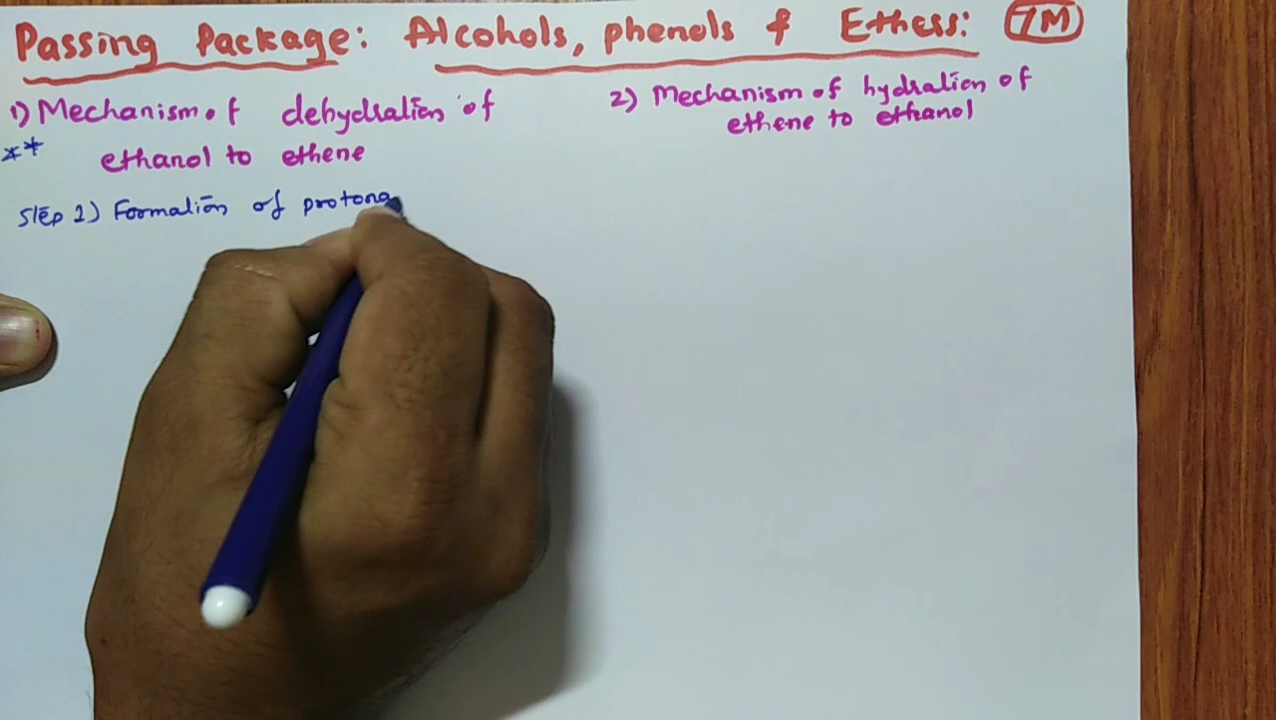 Passing Package: Alcohols, phenols & Ethers: 7M
1) Mechanism of dehydration of
** ethanol to ethene
Step 1) Formation of protona
2) Mechanism of hydration of
ethene to ethanol